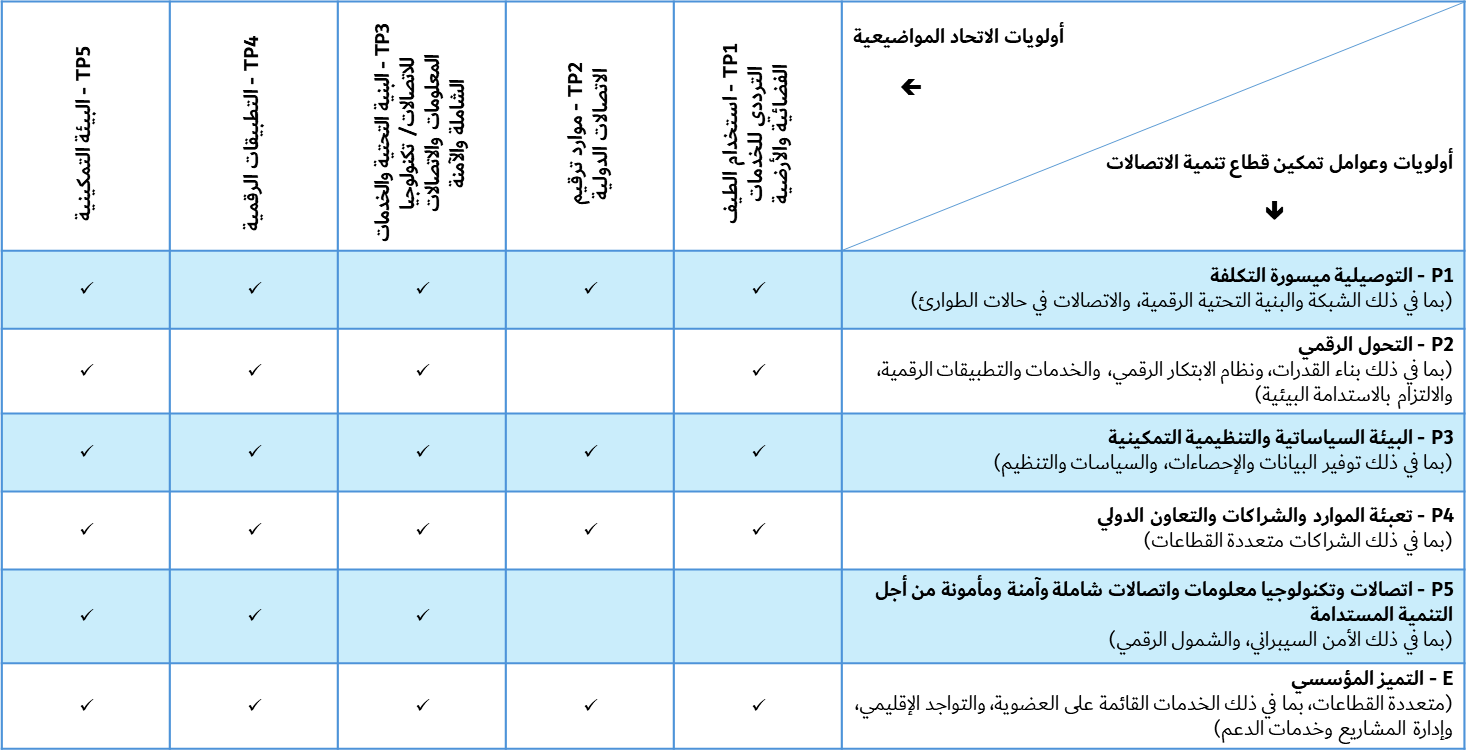 أولويات الاتحاد المواضيعية
🡸
أولويات وعوامل تمكين قطاع تنمية الاتصالات
🡻
TP1 - استخدام الطيف
الترددي للخدمات
الفضائية والأرضية
TP2 - موارد ترقيم
الاتصالات الدولية
TP3 - البنية التحتية والخدمات
للاتصالات/ تكنولوجيا
المعلومات والاتصالات
الشاملة والآمنة
TP4 - التطبيقات الرقمية
TP5 - البيئة التمكينية
P1 - التوصيلية ميسورة التكلفة
(بما في ذلك الشبكة والبنية التحتية الرقمية، والاتصالات في حالات الطوارئ)
✓ ✓ ✓ ✓ ✓
P2 - التحول الرقمي
(بما في ذلك بناء القدرات، ونظام الابتكار الرقمي، والخدمات والتطبيقات الرقمية،
والالتزام بالاستدامة البيئية)
✓ ✓ ✓ ✓
P3 - البيئة السياساتية والتنظيمية التمكينية
(بما في ذلك توفير البيانات والإحصاءات، والسياسات والتنظيم)
✓ ✓ ✓ ✓ ✓
P4 - تعبئة الموارد والشراكات والتعاون الدولي
(بما في ذلك الشراكات متعددة القطاعات)
✓ ✓ ✓ ✓ ✓
P5 - اتصالات وتكنولوجيا معلومات واتصالات شاملة وآمنة ومأمونة من أجل
التنمية المستدامة
(بما في ذلك الأمن السيبراني، والشمول الرقمي)
✓ ✓ ✓
E - التميز المؤسسي
(متعددة القطاعات، بما في ذلك الخدمات القائمة على العضوية، والتواجد الإقليمي،
وإدارة المشاريع وخدمات الدعم)
✓ ✓ ✓ ✓ ✓